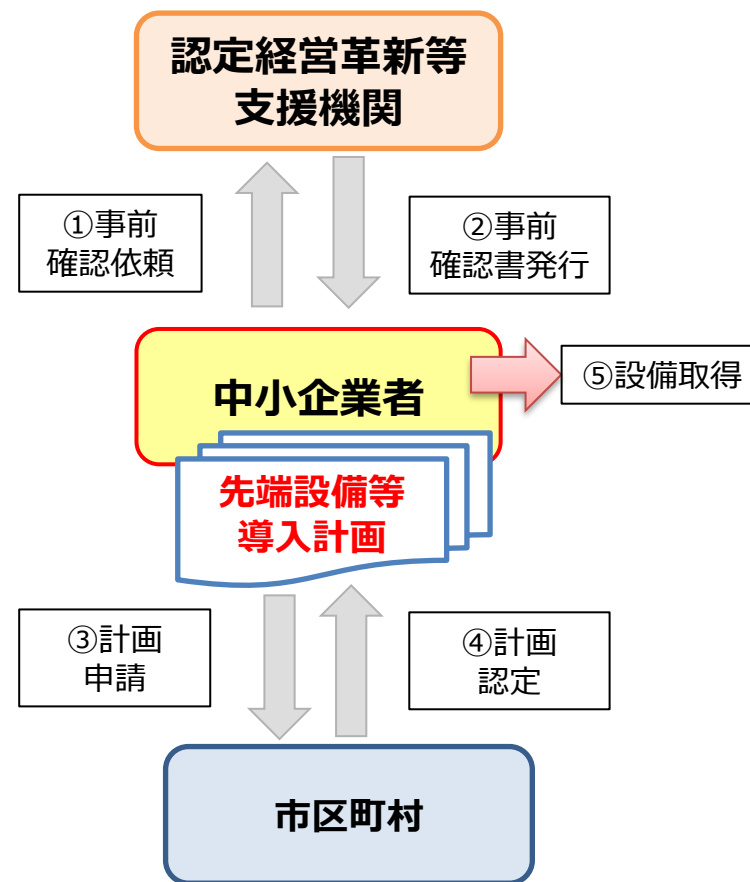 認定経営革新等
支援機関
①事前
確認依頼
②事前
確認書発行
中小企業者
⑤設備取得
先端設備等
導入計画
③計画
申請
④計画
認定
市区町村